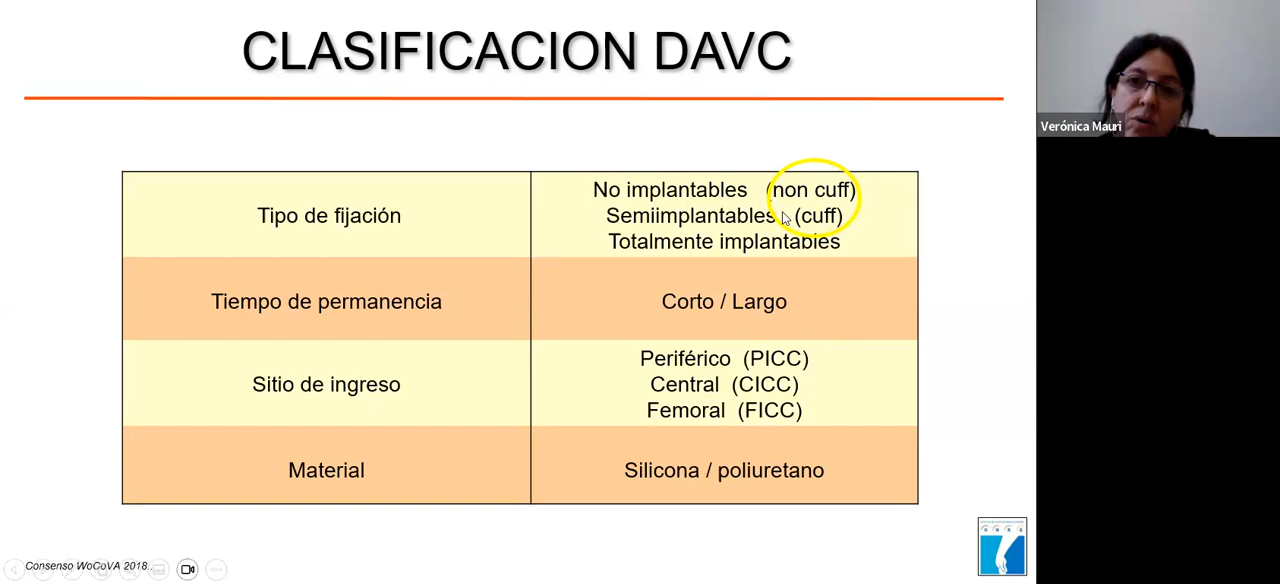 CLASIFICACION DAVC
Verónica Mauri
Tipo de fijación
No implantables (non cuff)
Semiimplantables (cuff)
Totalmente implantables
Tiempo de permanencia
Corto / Largo
Sitio de ingreso
Periférico (PICC)
Central (CICC)
Femoral (FICC)
Material
Silicona / poliuretano
Consenso WoCoVA 2018..